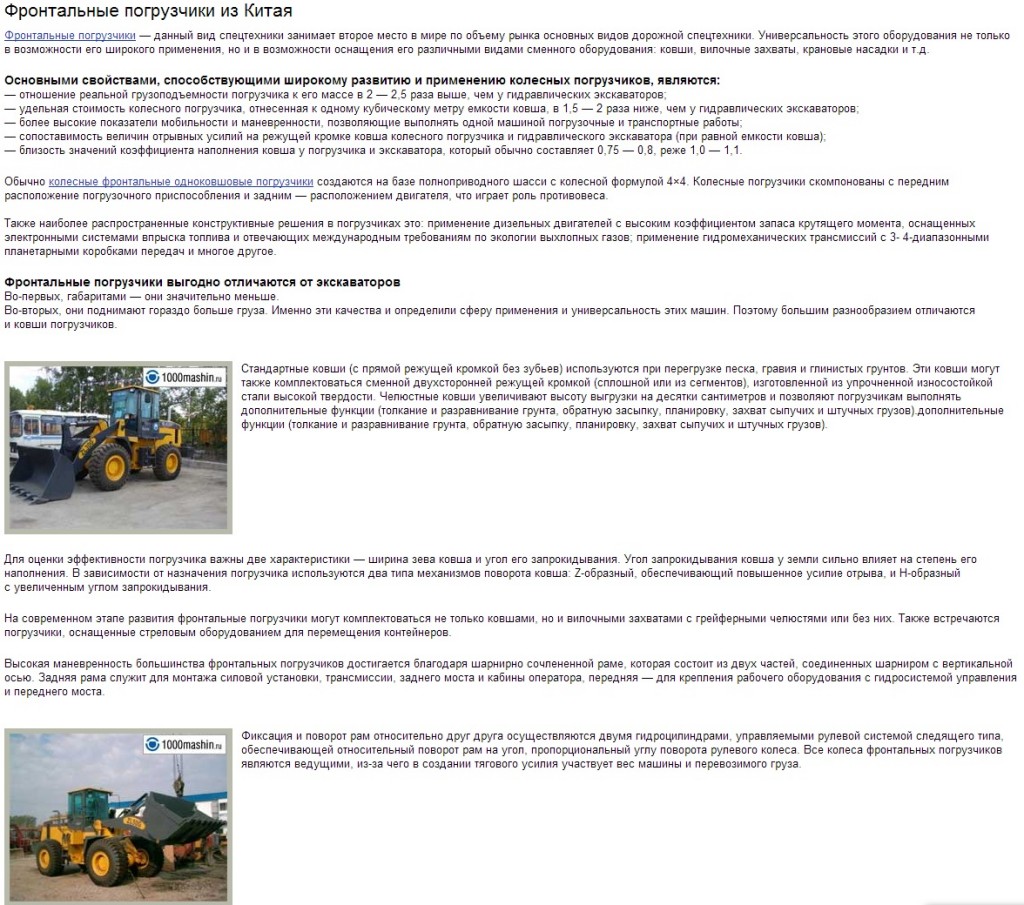 Фронтальные погрузчики из Китая
Фронтальные погрузчики — данный вид спецтехники занимает второе место в мире по объему рынка основных видов дорожной спецтехники. Универсальность этого оборудования не только
в возможности его широкого применения, но и в возможности оснащения его различными видами сменного оборудования: ковши, вилочные захваты, крановые насадки и т.д.
Основными свойствами, способствующими широкому развитию и применению колесных погрузчиков, являются:
— отношение реальной грузоподъемности погрузчика к его массе в 2 — 2,5 раза выше, чем у гидравлических экскаваторов;
— удельная стоимость колесного погрузчика, отнесенная к одному кубическому метру емкости ковша, в 1,5 — 2 раза ниже, чем у гидравлических экскаваторов;
— более высокие показатели мобильности и маневренности, позволяющие выполнять одной машиной погрузочные и транспортные работы;
— сопоставимость величин отрывных усилий на режущей кромке ковша колесного погрузчика и гидравлического экскаватора (при равной емкости ковша);
— близость значений коэффициента наполнения ковша у погрузчика и экскаватора, который обычно составляет 0,75 — 0,8, реже 1,0 — 1,1.
Обычно колесные фронтальные одноковшовые погрузчики создаются на базе полноприводного шасси с колесной формулой 4×4. Колесные погрузчики скомпонованы с передним
расположение погрузочного приспособления и задним — расположением двигателя, что играет роль противовеса.
Также наиболее распространенные конструктивные решения в погрузчиках это: применение дизельных двигателей с высоким коэффициентом запаса крутящего момента, оснащенных
электронными системами впрыска топлива и отвечающих международным требованиям по экологии выхлопных газов; применение гидромеханических трансмиссий с 3- 4-диапазонными
планетарными коробками передач и многое другое.
Фронтальные погрузчики выгодно отличаются от экскаваторов
Во-первых, габаритами — они значительно меньше.
Во-вторых, они поднимают гораздо больше груза. Именно эти качества и определили сферу применения и универсальность этих машин. Поэтому большим разнообразием отличаются
и ковши погрузчиков.
1000mashin.ru
Стандартные ковши (с прямой режущей кромкой без зубьев) используются при перегрузке песка, гравия и глинистых грунтов. Эти ковши могут
также комплектоваться сменной двухсторонней режущей кромкой (сплошной или из сегментов), изготовленной из упрочненной износостойкой
стали высокой твердости. Челюстные ковши увеличивают высоту выгрузки на десятки сантиметров и позволяют погрузчикам выполнять
дополнительные функции (толкание и разравнивание грунта, обратную засыпку, планировку, захват сыпучих и штучных грузов).дополнительные
функции (толкание и разравнивание грунта, обратную засыпку, планировку, захват сыпучих и штучных грузов).
Для оценки эффективности погрузчика важны две характеристики — ширина зева ковша и угол его запрокидывания. Угол запрокидывания ковша у земли сильно влияет на степень его
наполнения. В зависимости от назначения погрузчика используются два типа механизмов поворота ковша: Z-образный, обеспечивающий повышенное усилие отрыва, и Н-образный
с увеличенным углом запрокидывания.
На современном этапе развития фронтальные погрузчики могут комплектоваться не только ковшами, но и вилочными захватами с грейферными челюстями или без них. Также встречаются
погрузчики, оснащенные стреловым оборудованием для перемещения контейнеров.
Высокая маневренность большинства фронтальных погрузчиков достигается благодаря шарнирно сочлененной раме, которая состоит из двух частей, соединенных шарниром с вертикальной
осью. Задняя рама служит для монтажа силовой установки, трансмиссии, заднего моста и кабины оператора, передняя — для крепления рабочего оборудования с гидросистемой управления
и переднего моста.
1000mashin.ru
Фиксация и поворот рам относительно друг друга осуществляются двумя гидроцилиндрами, управляемыми рулевой системой следящего типа,
обеспечивающей относительный поворот рам на угол, пропорциональный углу поворота рулевого колеса. Все колеса фронтальных погрузчиков
являются ведущими, из-за чего в создании тягового усилия участвует вес машины и перевозимого груза.